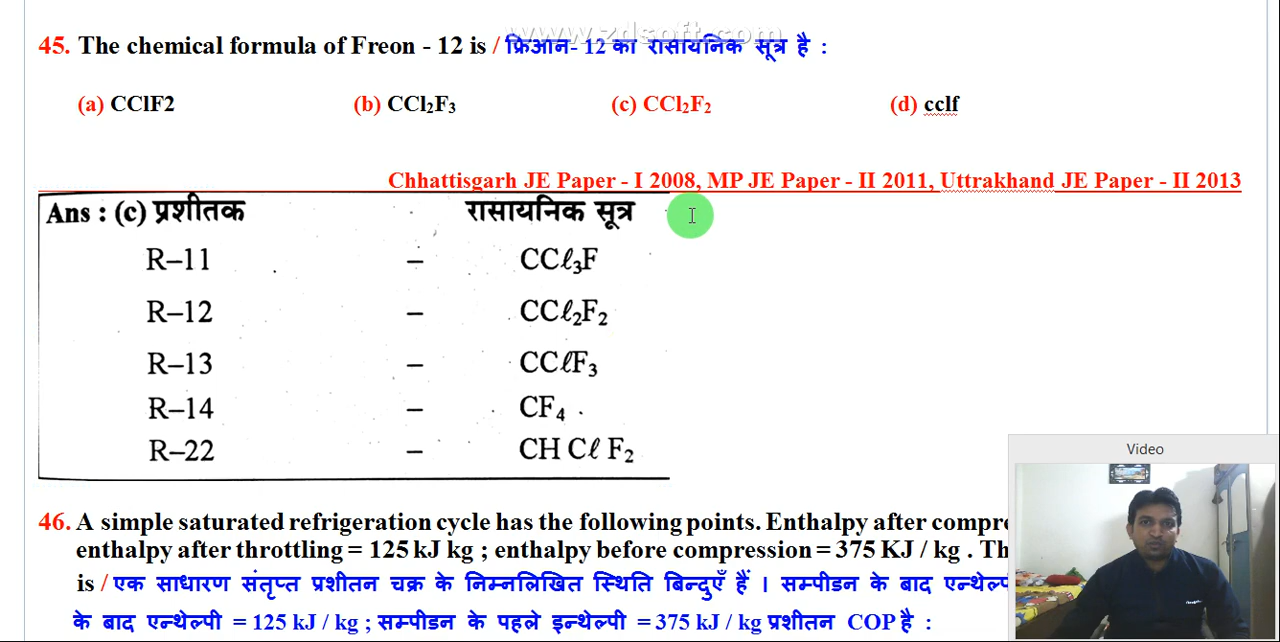 www.zdsoft.com
45. The chemical formula of Freon - 12 is / फ्रिआन- 12 का रासायनिक सूत्र है :
(a) CClF2 (b) CCl₂F₃ (c) CCl₂F₂ (d) cclf
Chhattisgarh JE Paper - I 2008, MP JE Paper - II 2011, Uttrakhand JE Paper - II 2013
Ans : (c) प्रशीतक रासायनिक सूत्र
R–11 – CCℓ₃F
R–12 – CCℓ₂F₂
R–13 – CCℓF₃
R–14 – CF₄ .
R–22 – CH Cℓ F₂
Video
46. A simple saturated refrigeration cycle has the following points. Enthalpy after compre
enthalpy after throttling = 125 kJ kg ; enthalpy before compression = 375 KJ / kg . Th
is / एक साधारण संतृप्त प्रशीतन चक्र के निम्नलिखित स्थिति बिन्दुएँ हैं । सम्पीडन के बाद एन्थेल्प
के बाद एन्थेल्पी = 125 kJ / kg ; सम्पीडन के पहले इन्थेल्पी = 375 kJ / kg प्रशीतन COP है :